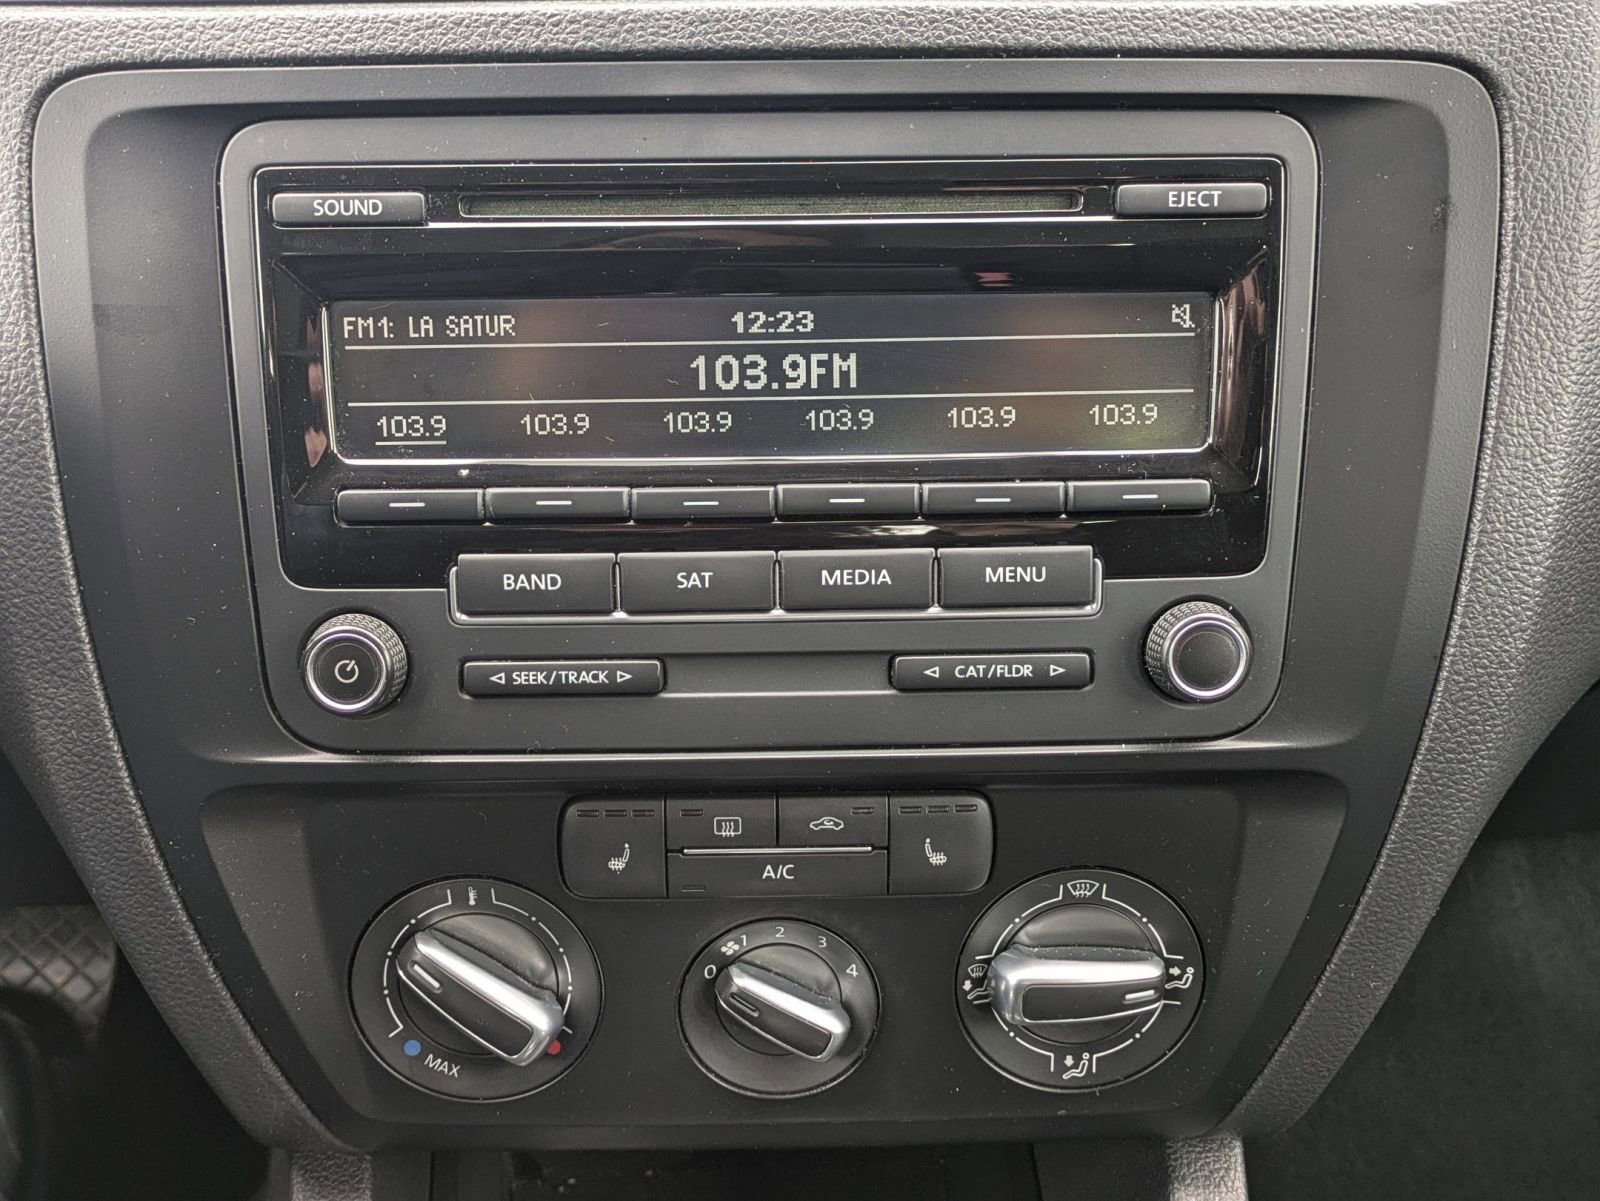 SOUND
EJECT
FM1: LA SATUR 12:23
103.9FM
103.9 103.9 103.9 103.9 103.9 103.9
BAND SAT MEDIA MENU
SEEK/TRACK CAT/FLDR
A/C
MAX
0 1 2 3 4